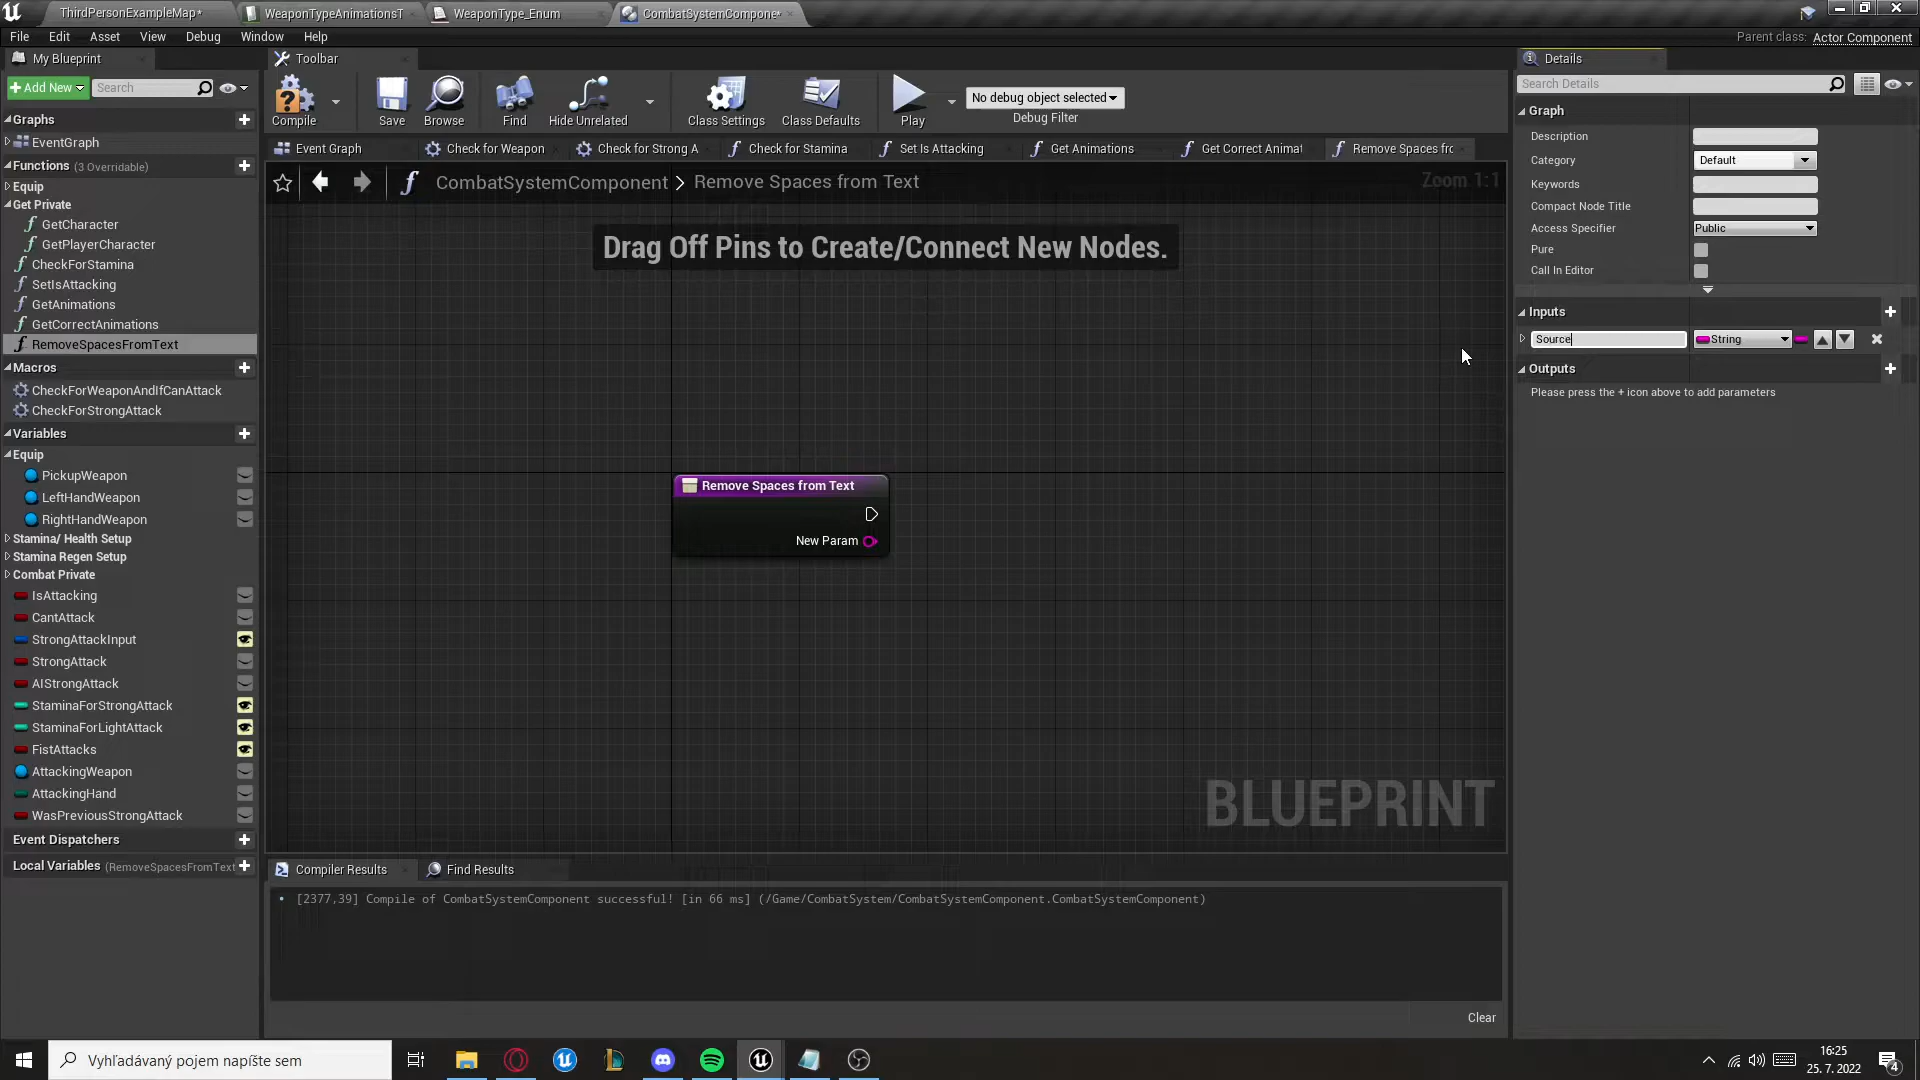 ThirdPersonExampleMap*
WeaponTypeAnimationsT
WeaponType_Enum
CombatSystemCompone*
File
Edit
Asset
View
Debug
Window
Help
Parent class: Actor Component
My Blueprint
Add New
Search
Graphs
EventGraph
Functions (3 Overridable)
Equip
Get Private
GetCharacter
GetPlayerCharacter
CheckForStamina
SetIsAttacking
GetAnimations
GetCorrectAnimations
RemoveSpacesFromText
Macros
CheckForWeaponAndIfCanAttack
CheckForStrongAttack
Variables
Equip
PickupWeapon
LeftHandWeapon
RightHandWeapon
Stamina/ Health Setup
Stamina Regen Setup
Combat Private
IsAttacking
CantAttack
StrongAttackInput
StrongAttack
AIStrongAttack
StaminaForStrongAttack
StaminaForLightAttack
FistAttacks
AttackingWeapon
AttackingHand
WasPreviousStrongAttack
Event Dispatchers
Local Variables (RemoveSpacesFromText
Toolbar
Compile
Save
Browse
Find
Hide Unrelated
Class Settings
Class Defaults
Play
No debug object selected
Debug Filter
Event Graph
Check for Weapon
Check for Strong A
Check for Stamina
Set Is Attacking
Get Animations
Get Correct Animat
Remove Spaces frc
CombatSystemComponent > Remove Spaces from Text
Zoom 1:1
Drag Off Pins to Create/Connect New Nodes.
Remove Spaces from Text
New Param
BLUEPRINT
Compiler Results
Find Results
[2377,39] Compile of CombatSystemComponent successful! [in 66 ms] (/Game/CombatSystem/CombatSystemComponent.CombatSystemComponent)
Clear
Details
Search Details
Graph
Description
Category
Default
Keywords
Compact Node Title
Access Specifier
Public
Pure
Call In Editor
Inputs
Source
String
Outputs
Please press the + icon above to add parameters
Vyhľadávaný pojem napíšte sem
16:25
25. 7. 2022
4